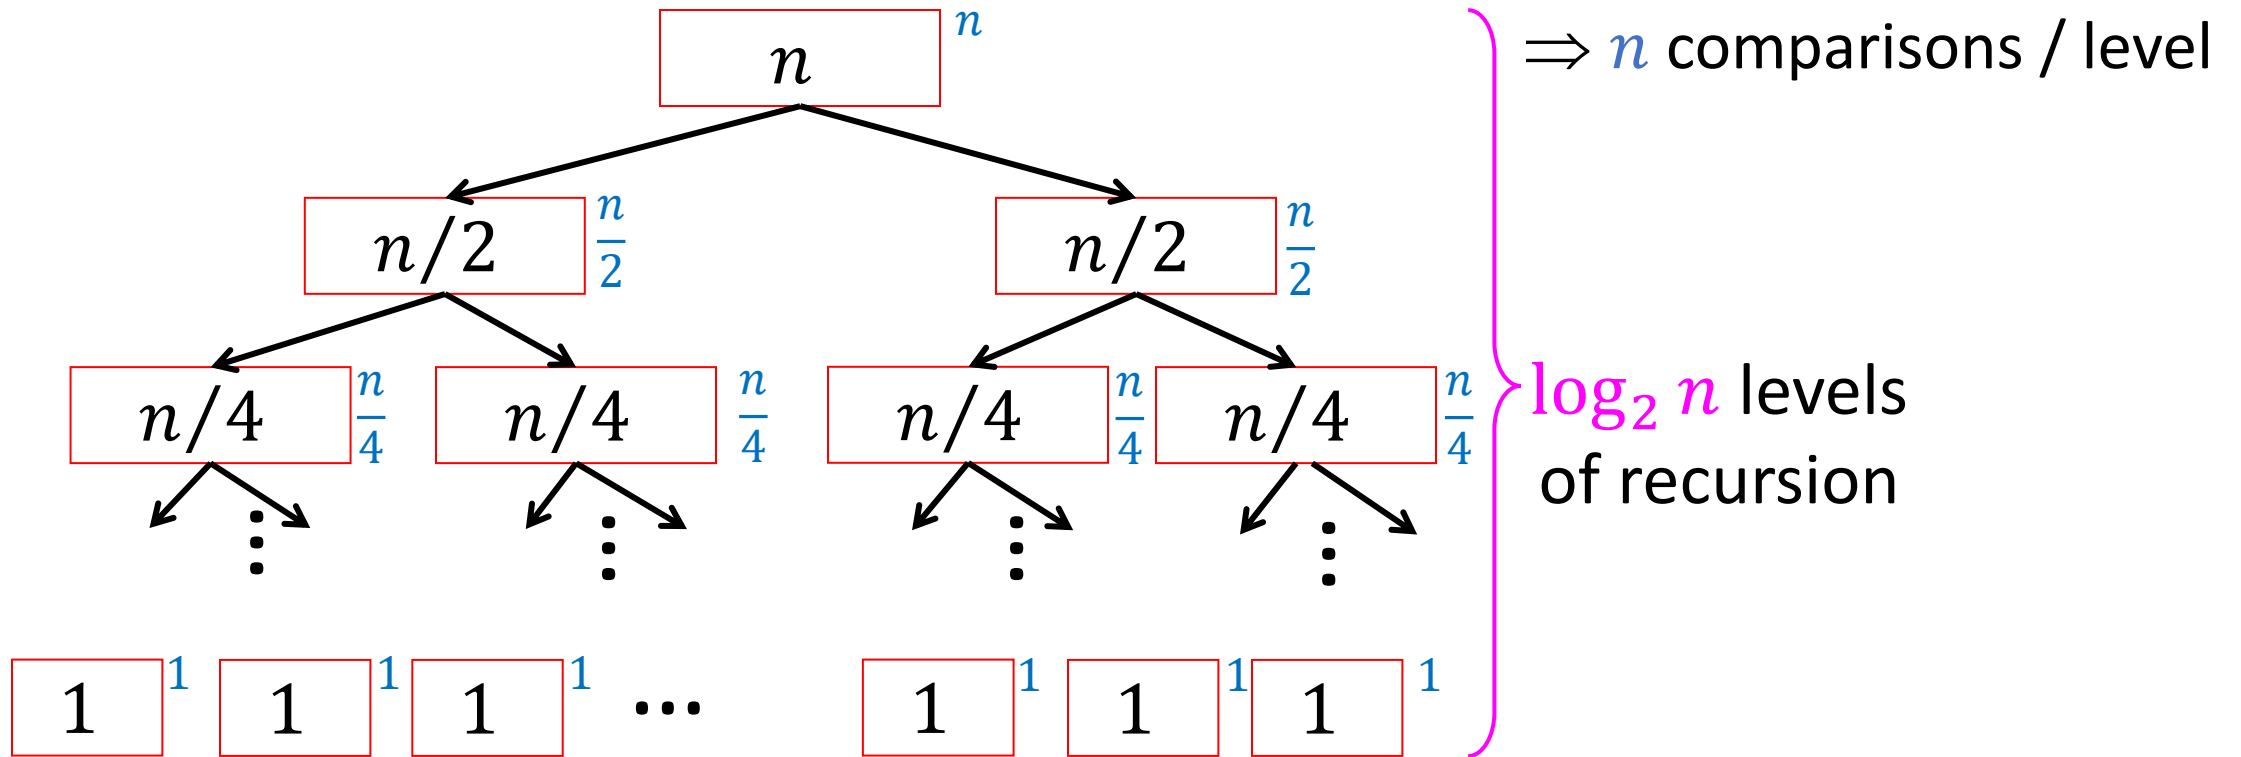 n n ⇒ n comparisons / level
n/2 n/2 n/2 n/2
n/4 n/4 n/4 n/4 n/4 n/4 n/4 n/4
log₂ n levels
of recursion
⋮ ⋮ ⋮ ⋮
1 1 1 1 1 1 ⋯ 1 1 1 1 1 1